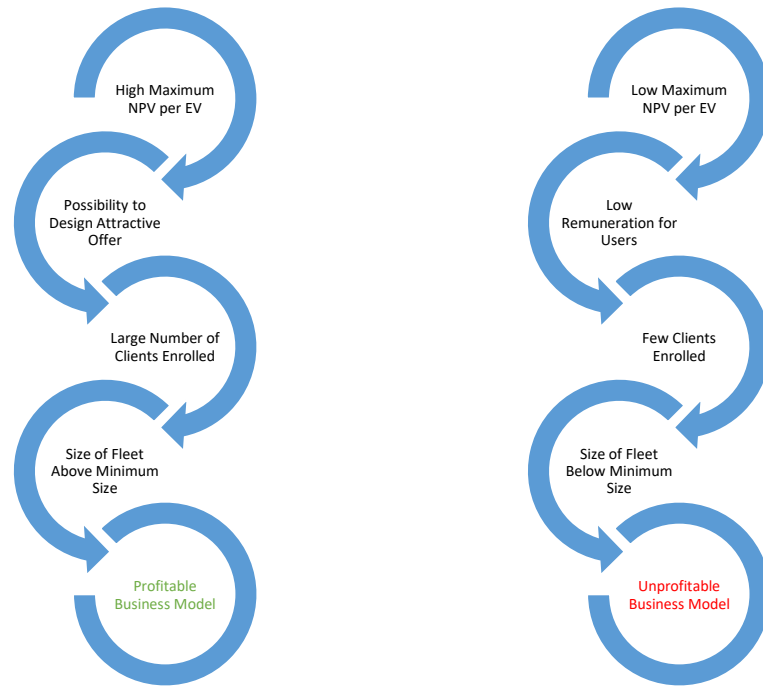 High Maximum
NPV per EV
Possibility to
Design Attractive
Offer
Large Number of
Clients Enrolled
Size of Fleet
Above Minimum
Size
Profitable
Business Model
Low Maximum
NPV per EV
Low
Remuneration for
Users
Few Clients
Enrolled
Size of Fleet
Below Minimum
Size
Unprofitable
Business Model